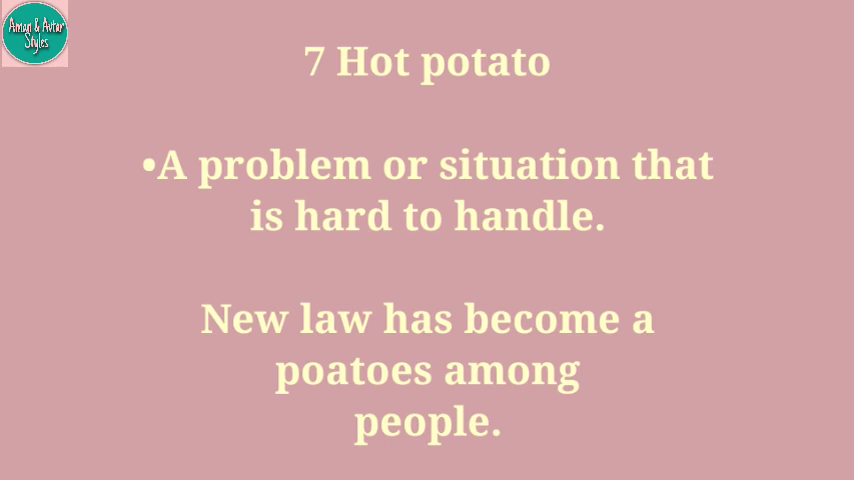 Aman & Avtar
Styles
7 Hot potato
•A problem or situation that
is hard to handle.
New law has become a
poatoes among
people.